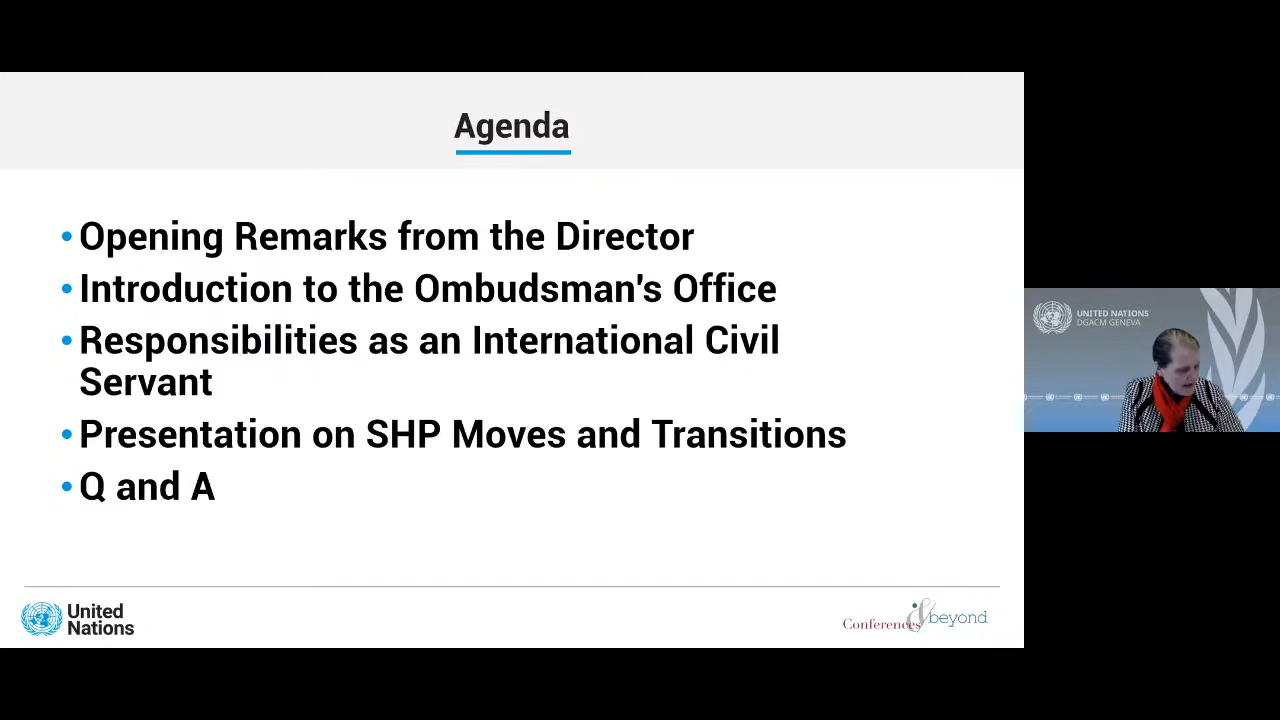 Agenda
• Opening Remarks from the Director
• Introduction to the Ombudsman's Office
• Responsibilities as an International Civil
Servant
• Presentation on SHP Moves and Transitions
• Q and A
United
Nations
Conferences & beyond
UNITED NATIONS
DGACM GENEVA